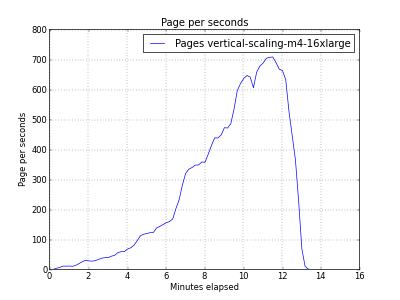 Page per seconds
Pages vertical-scaling-m4-16xlarge
800
700
600
500
400
300
200
100
0
Page per seconds
0 2 4 6 8 10 12 14 16
Minutes elapsed